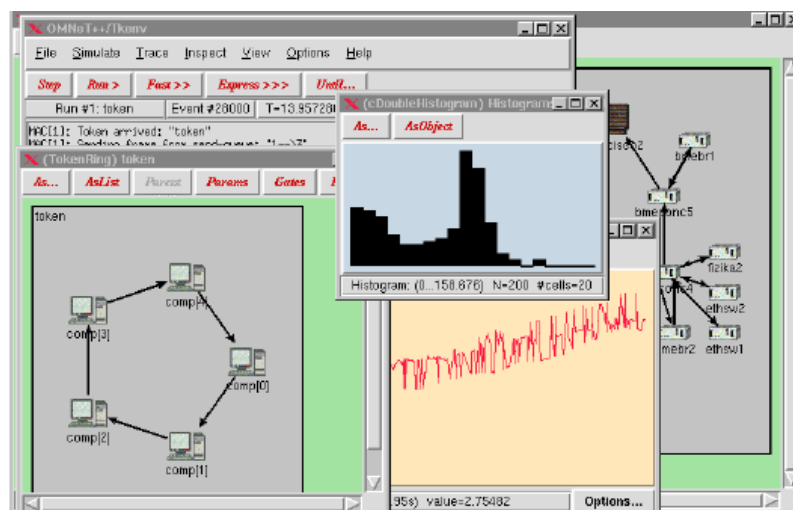 OMNeT++/Tkenv
File Simulate Trace Inspect View Options Help
Step Run > Fast >> Express >>> Until...
Run #1: token Event #28000
MAC[1]: Token arrived: "token"
(cDoubleHistogram)
As... AsObject
Histogram: (0...158.676) N=200 #cells=20
(TokenRing) token
As... AsList Parent Params Gates
token
comp[4]
comp[3]
comp[0]
comp[2]
comp[1]
bmebr1
fizika2
ethsw2
ethsw1
value=2.75482 Options...